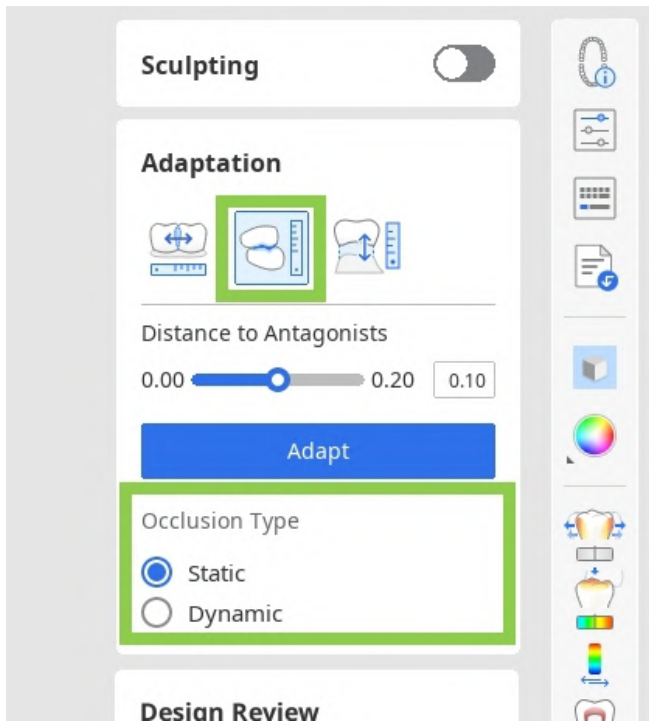 Sculpting
Adaptation
Distance to Antagonists
0.00 0.20 0.10
Adapt
Occlusion Type
Static
Dynamic
Design Review